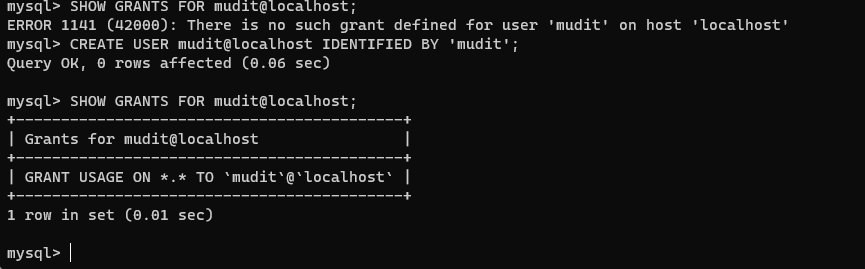 mysql> SHOW GRANTS FOR mudit@localhost;
ERROR 1141 (42000): There is no such grant defined for user 'mudit' on host 'localhost'
mysql> CREATE USER mudit@localhost IDENTIFIED BY 'mudit';
Query OK, 0 rows affected (0.06 sec)
mysql> SHOW GRANTS FOR mudit@localhost;
+-------------------------------------------+
| Grants for mudit@localhost                |
+-------------------------------------------+
| GRANT USAGE ON *.* TO `mudit`@`localhost` |
+-------------------------------------------+
1 row in set (0.01 sec)
mysql>